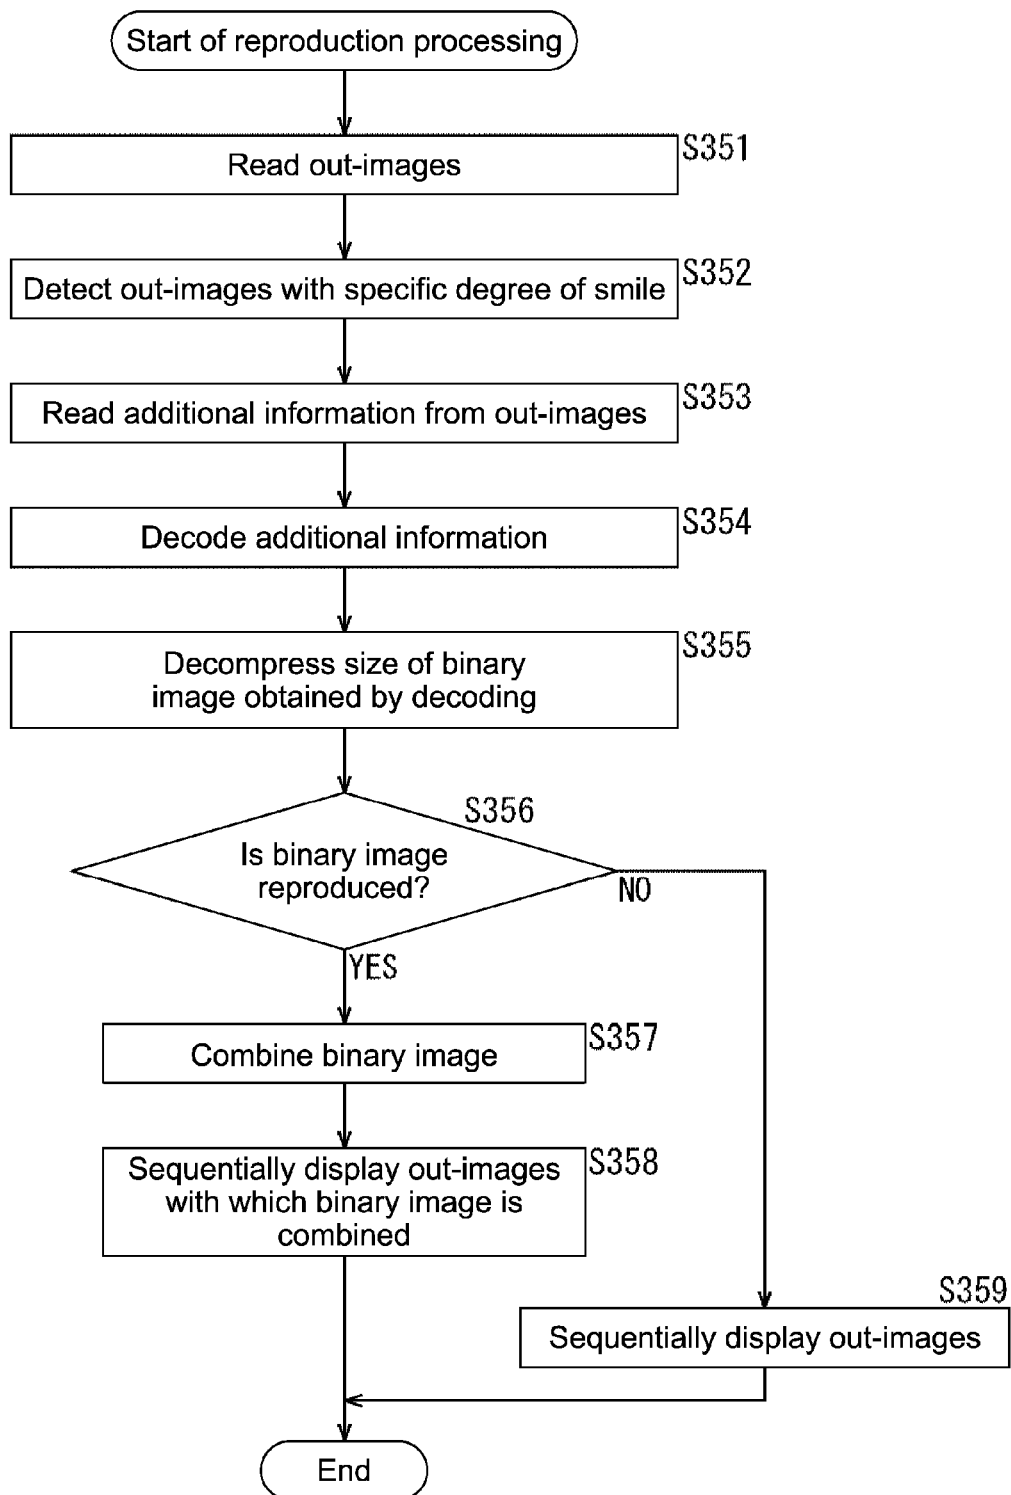 Start of reproduction processing
S351
Read out-images
S352
Detect out-images with specific degree of smile
S353
Read additional information from out-images
S354
Decode additional information
S355
Decompress size of binary
image obtained by decoding
S356
Is binary image
reproduced?
NO
YES
S357
Combine binary image
S358
Sequentially display out-images
with which binary image is
combined
S359
Sequentially display out-images
End